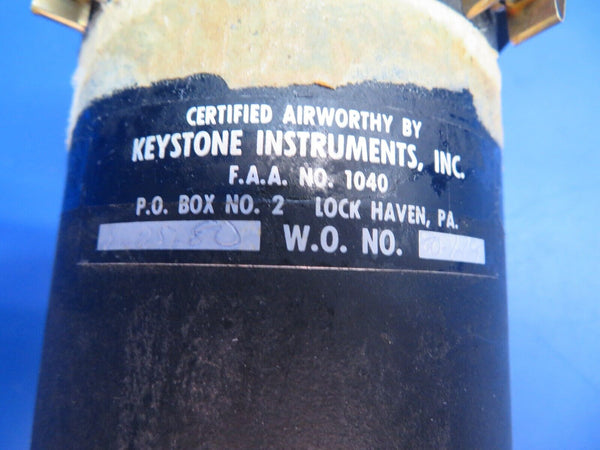 CERTIFIED AIRWORTHY BY
KEYSTONE INSTRUMENTS, INC.
F.A.A. NO. 1040
P.O. BOX NO. 2 LOCK HAVEN, PA.
W.O. NO.